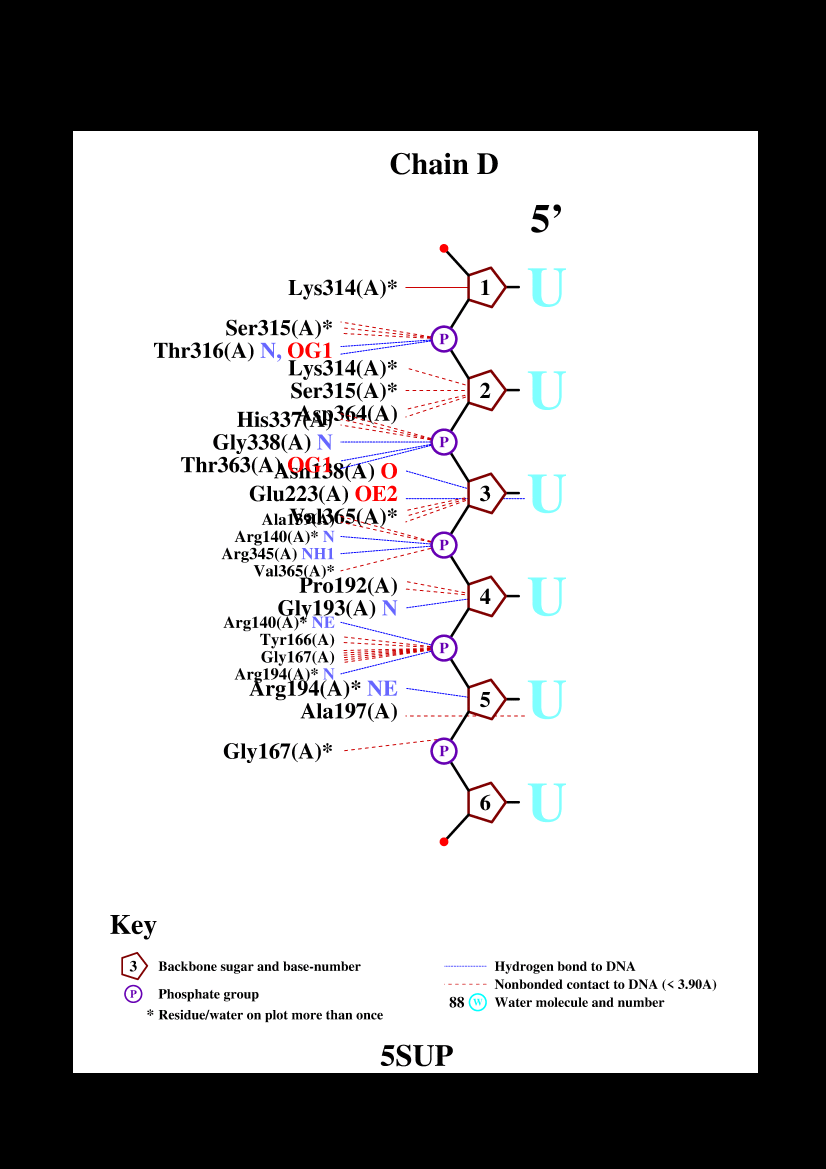 Chain D
5’
Lys314(A)*
1
U
Ser315(A)*
P
Thr316(A) N, OG1
Lys314(A)*
Ser315(A)*
2
U
Asp364(A)
His337(A)
Gly338(A) N
P
Thr363(A) OG1
Asn138(A) O
Glu223(A) OE2
3
U
Val365(A)*
Ala139(A)
Arg140(A)* N
P
Arg345(A) NH1
Val365(A)*
Pro192(A)
4
U
Gly193(A) N
Arg140(A)* NE
Tyr166(A)
P
Gly167(A)
Arg194(A)* N
Arg194(A)* NE
5
U
Ala197(A)
Gly167(A)*
P
6
U
Key
3 Backbone sugar and base-number
P Phosphate group
* Residue/water on plot more than once
Hydrogen bond to DNA
Nonbonded contact to DNA (< 3.90A)
88 W Water molecule and number
5SUP